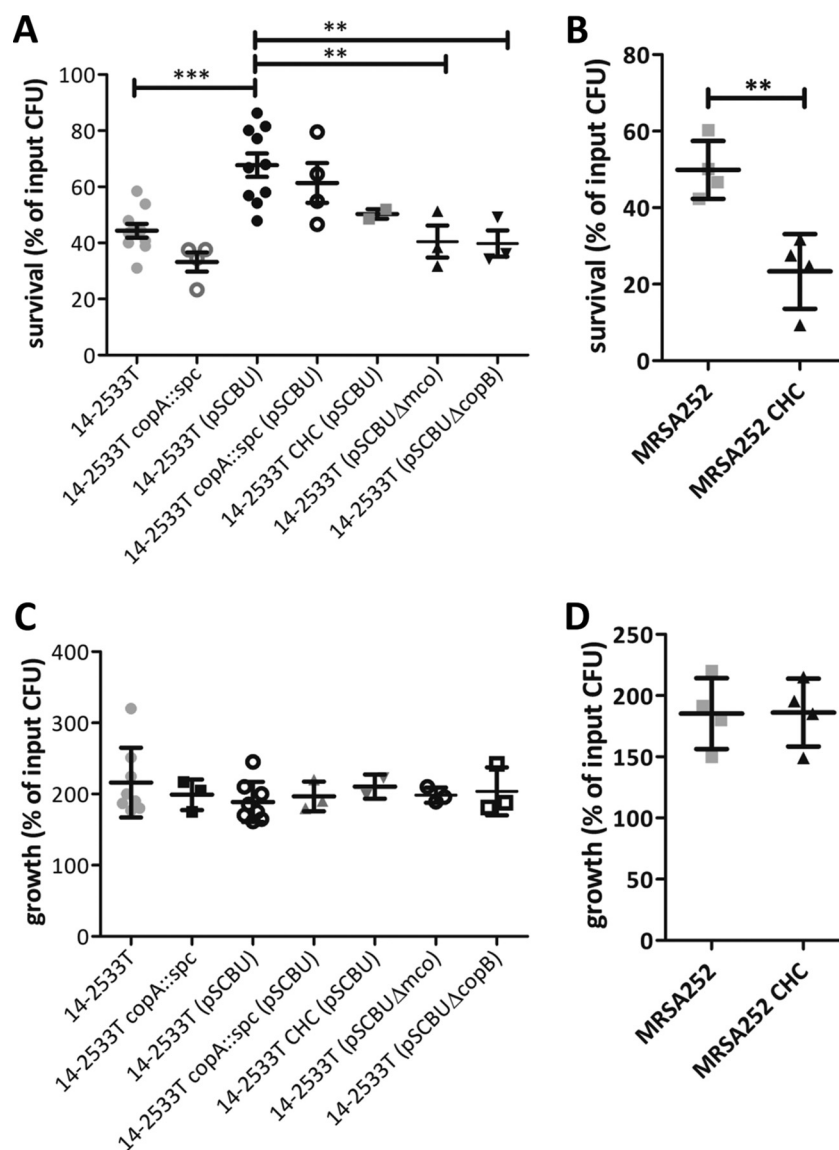 A
survival (% of input CFU)
100
80
60
40
20
0
***
**
**
14-2533T
14-2533T copA::spc
14-2533T (pSCBU)
14-2533T copA::spc (pSCBU)
14-2533T CHC (pSCBU)
14-2533T (pSCBUΔmco)
14-2533T (pSCBUΔcopB)
B
survival (% of input CFU)
80
60
40
20
0
**
MRSA252
MRSA252 CHC
C
growth (% of input CFU)
400
300
200
100
0
14-2533T
14-2533T copA::spc
14-2533T (pSCBU)
14-2533T copA::spc (pSCBU)
14-2533T CHC (pSCBU)
14-2533T (pSCBUΔmco)
14-2533T (pSCBUΔcopB)
D
growth (% of input CFU)
250
200
150
100
50
0
MRSA252
MRSA252 CHC